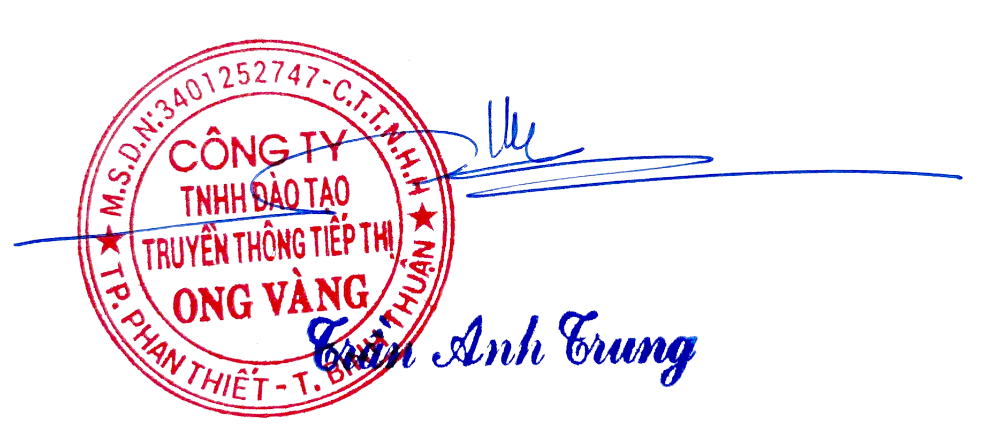 M.S.D.N:3401252747-C.T.T.N.H.H
CÔNG TY
TNHH ĐÀO TẠO
TRUYỀN THÔNG TIẾP THỊ
ONG VÀNG
TP. PHAN THIẾT - T. BÌNH THUẬN
Trần Anh Trung